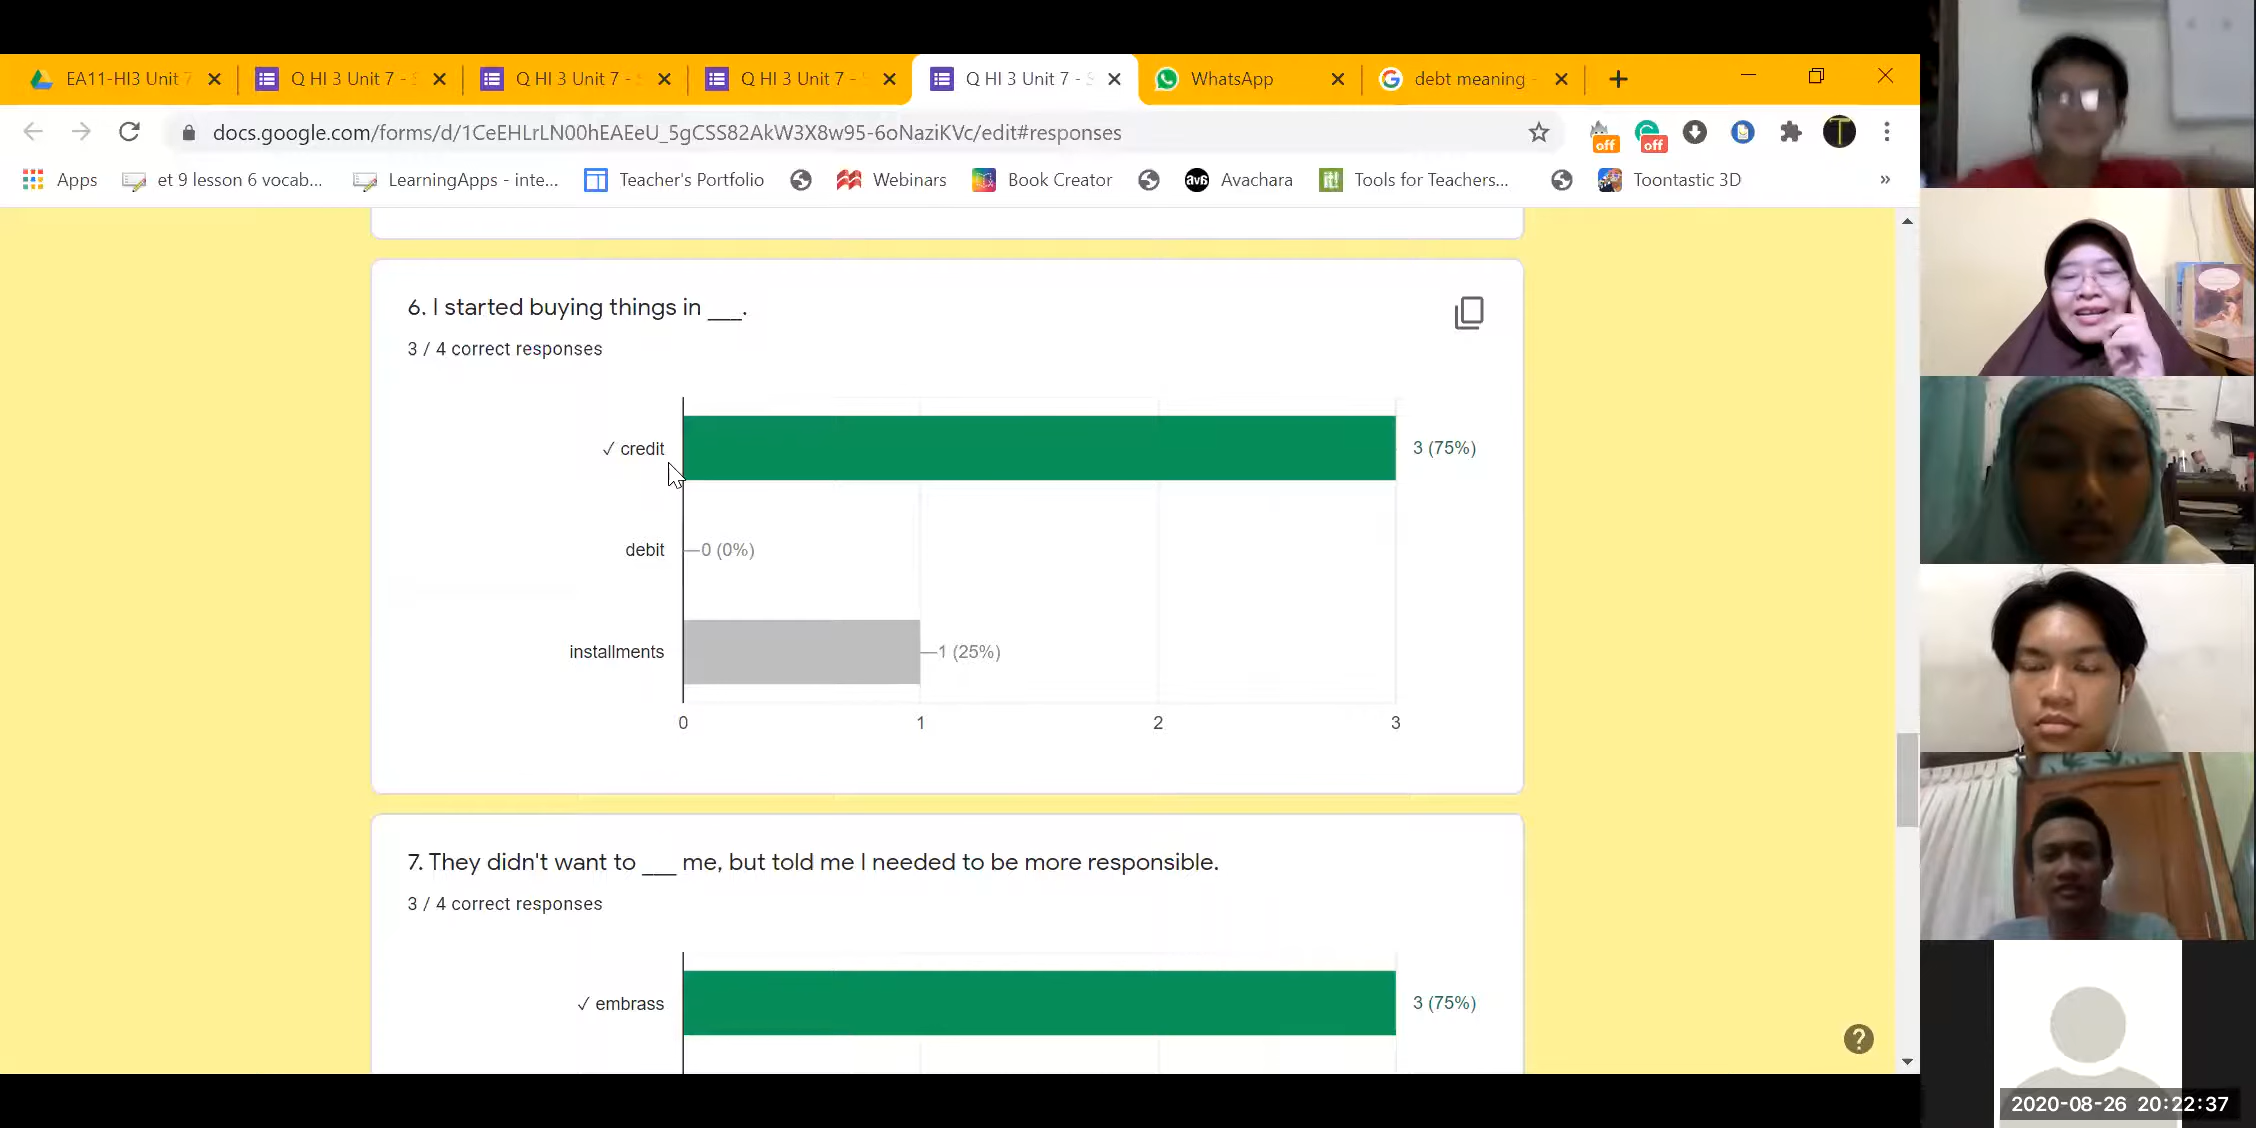 EA11-HI3 Unit 7
Q HI 3 Unit 7 -
Q HI 3 Unit 7 -
Q HI 3 Unit 7 -
Q HI 3 Unit 7 -
WhatsApp
debt meaning -
docs.google.com/forms/d/1CeEHLrLN00hEAEeU_5gCSS82AkW3X8w95-6oNaziKVc/edit#responses
off
off
T
Apps
et 9 lesson 6 vocab...
LearningApps - inte...
Teacher's Portfolio
Webinars
Book Creator
ava
Avachara
it!
Tools for Teachers...
Toontastic 3D
»
6. I started buying things in ___.
3 / 4 correct responses
✓ credit
3 (75%)
debit
0 (0%)
installments
1 (25%)
0
1
2
3
7. They didn't want to ___ me, but told me I needed to be more responsible.
3 / 4 correct responses
✓ embrass
3 (75%)
?
2020-08-26 20:22:37